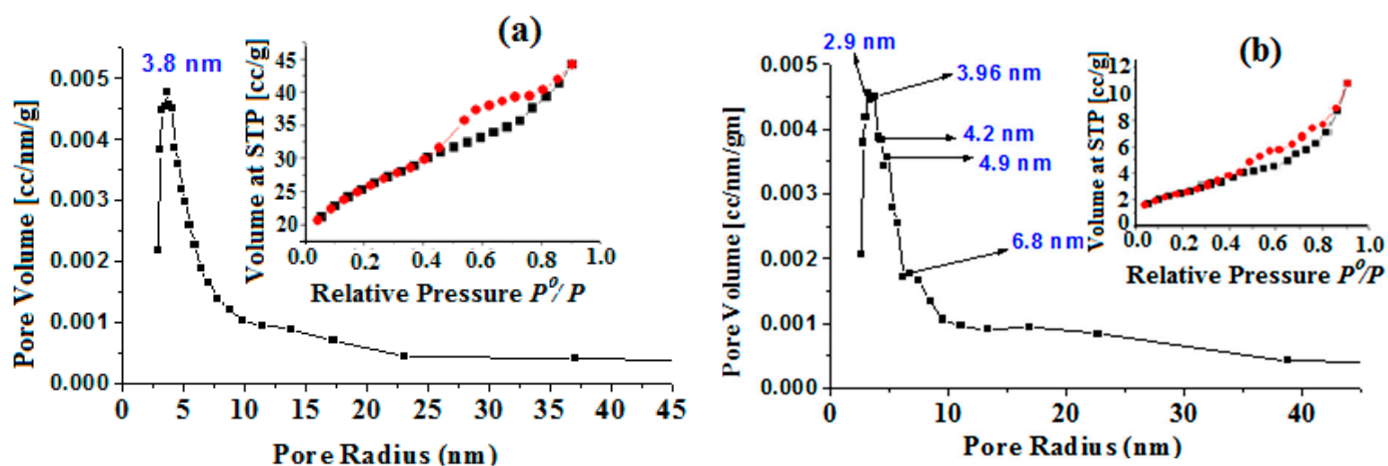 (a)
3.8 nm
Pore Volume [cc/nm/g]
0.005
0.004
0.003
0.002
0.001
0.000
0 5 10 15 20 25 30 35 40 45
Pore Radius (nm)
Volume at STP [cc/g]
45
40
35
30
25
20
0.0 0.2 0.4 0.6 0.8 1.0
Relative Pressure P⁰/P
(b)
2.9 nm
3.96 nm
4.2 nm
4.9 nm
6.8 nm
Pore Volume [cc/nm/gm]
0.005
0.004
0.003
0.002
0.001
0.000
0 10 20 30 40
Pore Radius (nm)
Volume at STP [cc/g]
12
10
8
6
4
2
0
0.0 0.2 0.4 0.6 0.8 1.0
Relative Pressure P⁰/P